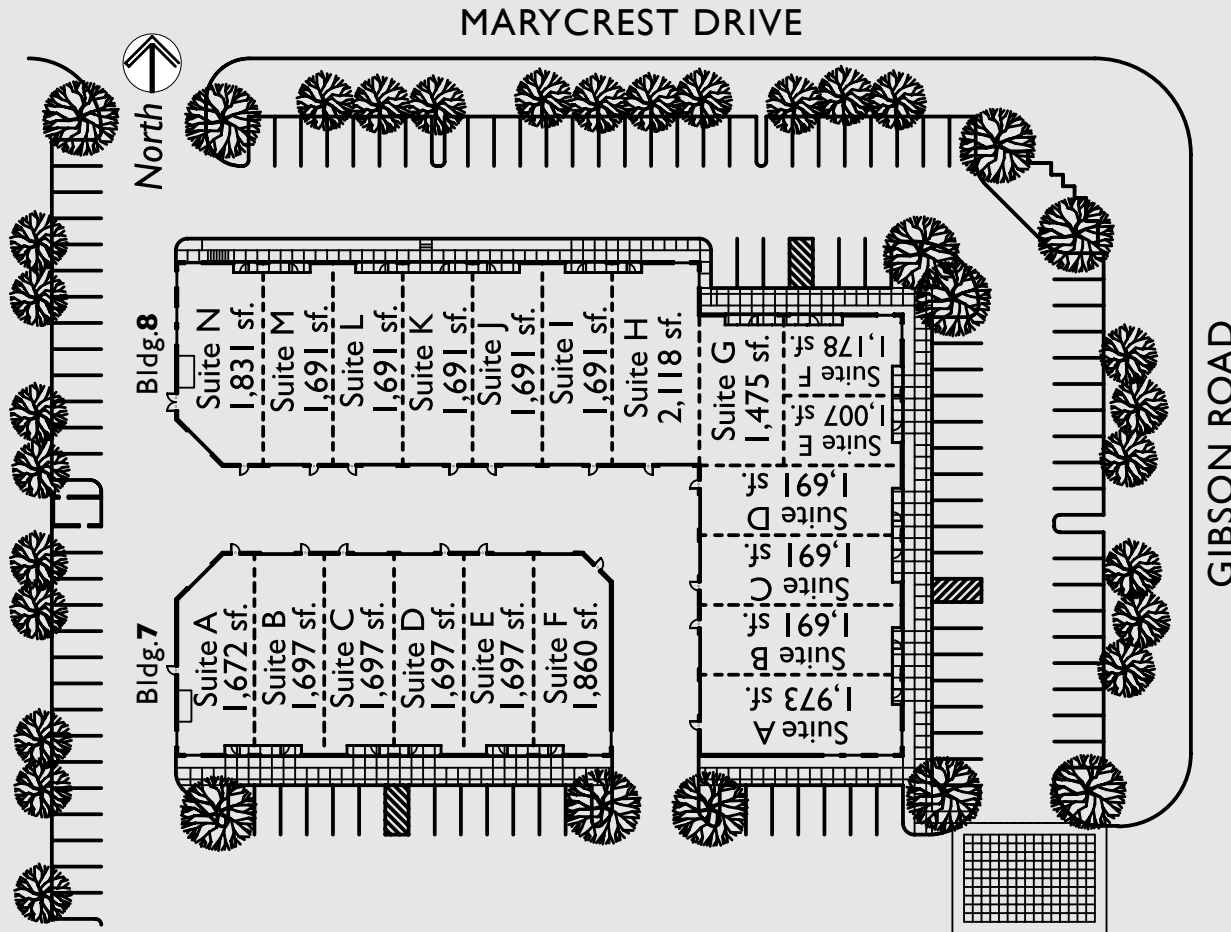 MARYCREST DRIVE
North
GIBSON ROAD
Bldg.8
Suite N
1,831 sf.
Suite M
1,691 sf.
Suite L
1,691 sf.
Suite K
1,691 sf.
Suite J
1,691 sf.
Suite I
1,691 sf.
Suite H
2,118 sf.
Suite G
1,475 sf.
Suite F
1,178 sf.
Suite E
1,007 sf.
Suite D
1,691 sf.
Suite C
1,691 sf.
Suite B
1,691 sf.
Suite A
1,973 sf.
Bldg.7
Suite A
1,672 sf.
Suite B
1,697 sf.
Suite C
1,697 sf.
Suite D
1,697 sf.
Suite E
1,697 sf.
Suite F
1,860 sf.